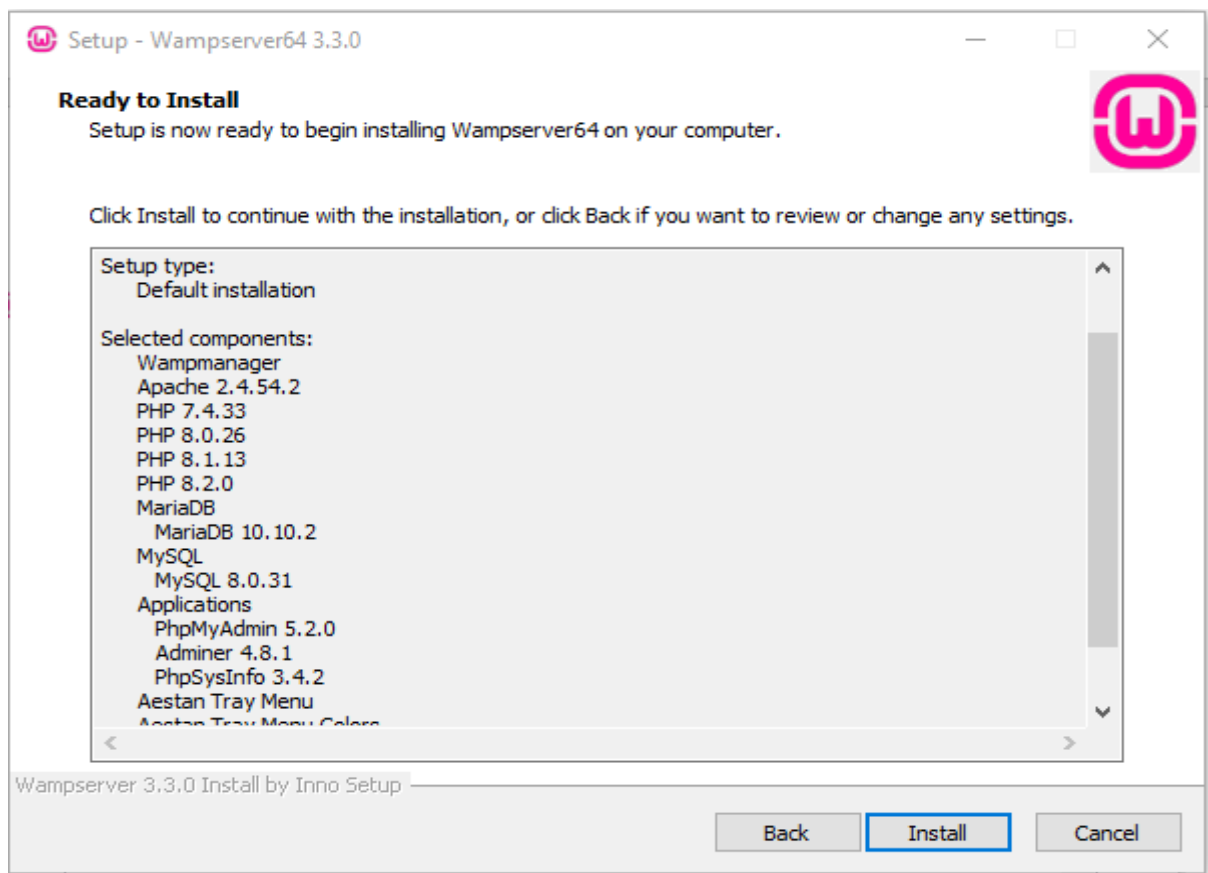 Setup - Wampserver64 3.3.0
Ready to Install
Setup is now ready to begin installing Wampserver64 on your computer.
Click Install to continue with the installation, or click Back if you want to review or change any settings.
Setup type:
Default installation
Selected components:
Wampmanager
Apache 2.4.54.2
PHP 7.4.33
PHP 8.0.26
PHP 8.1.13
PHP 8.2.0
MariaDB
MariaDB 10.10.2
MySQL
MySQL 8.0.31
Applications
PhpMyAdmin 5.2.0
Adminer 4.8.1
PhpSysInfo 3.4.2
Aestan Tray Menu
Aestan Tray Menu Colors
Wampserver 3.3.0 Install by Inno Setup
Back
Install
Cancel